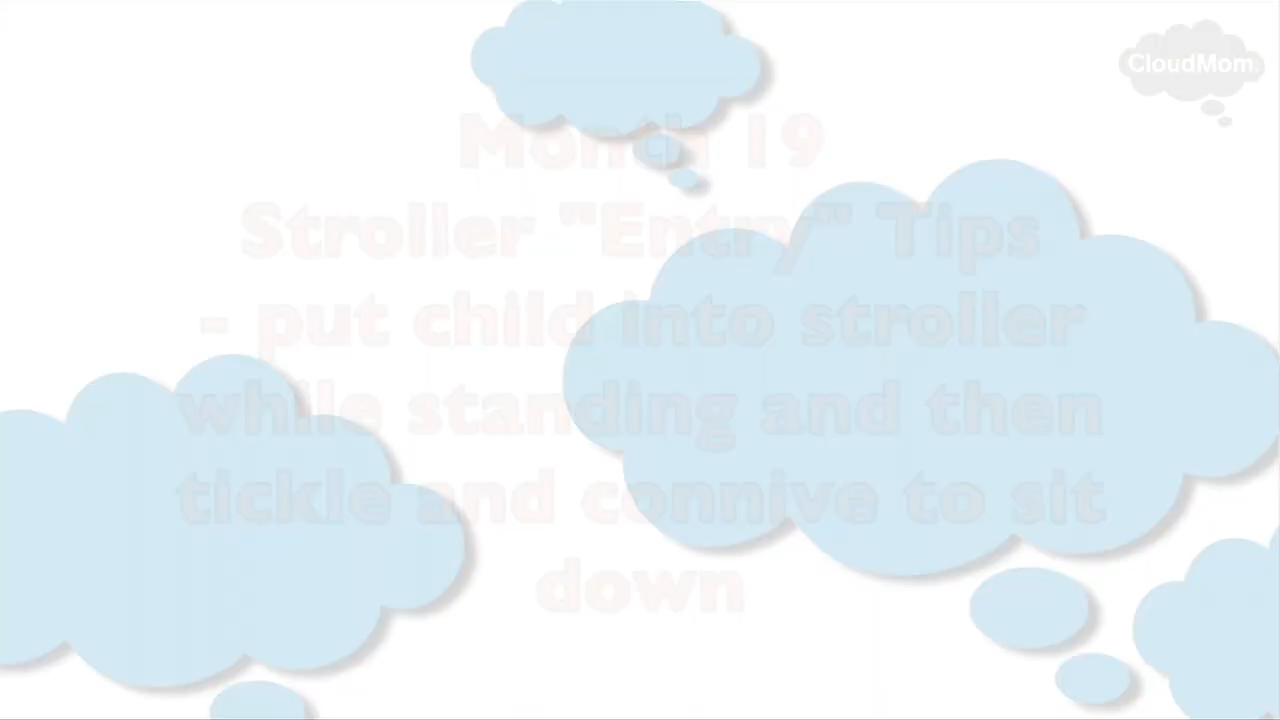 CloudMom
Month 19
Stroller "Entry" Tips
- put child into stroller
while standing and then
tickle and connive to sit
down